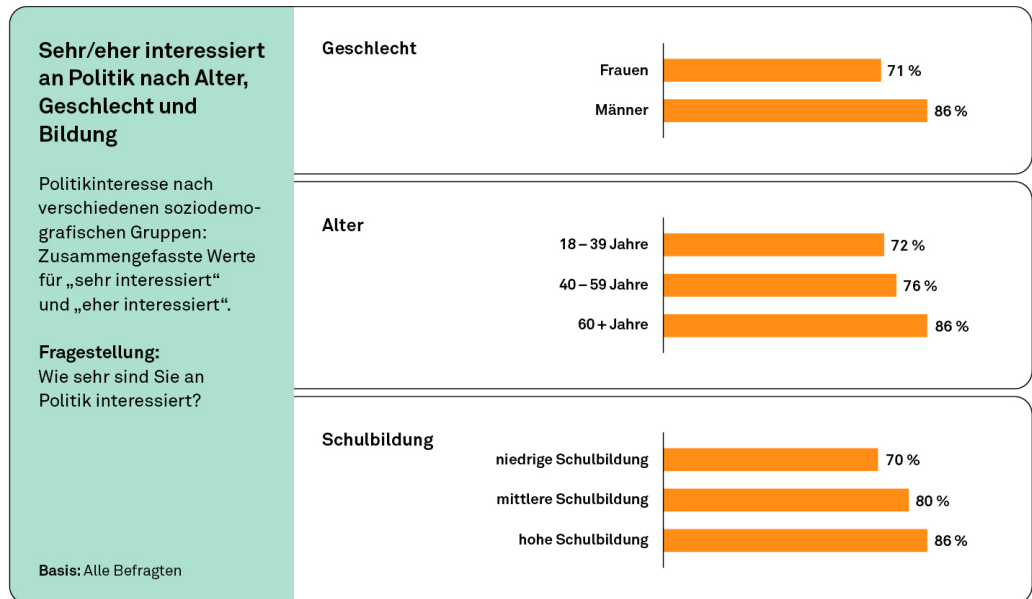 Sehr/eher interessiert
an Politik nach Alter,
Geschlecht und
Bildung
Politikinteresse nach
verschiedenen soziodemo-
grafischen Gruppen:
Zusammengefasste Werte
für „sehr interessiert“
und „eher interessiert“.
Fragestellung:
Wie sehr sind Sie an
Politik interessiert?
Basis: Alle Befragten
Geschlecht
Frauen 71 %
Männer 86 %
Alter
18 – 39 Jahre 72 %
40 – 59 Jahre 76 %
60 + Jahre 86 %
Schulbildung
niedrige Schulbildung 70 %
mittlere Schulbildung 80 %
hohe Schulbildung 86 %